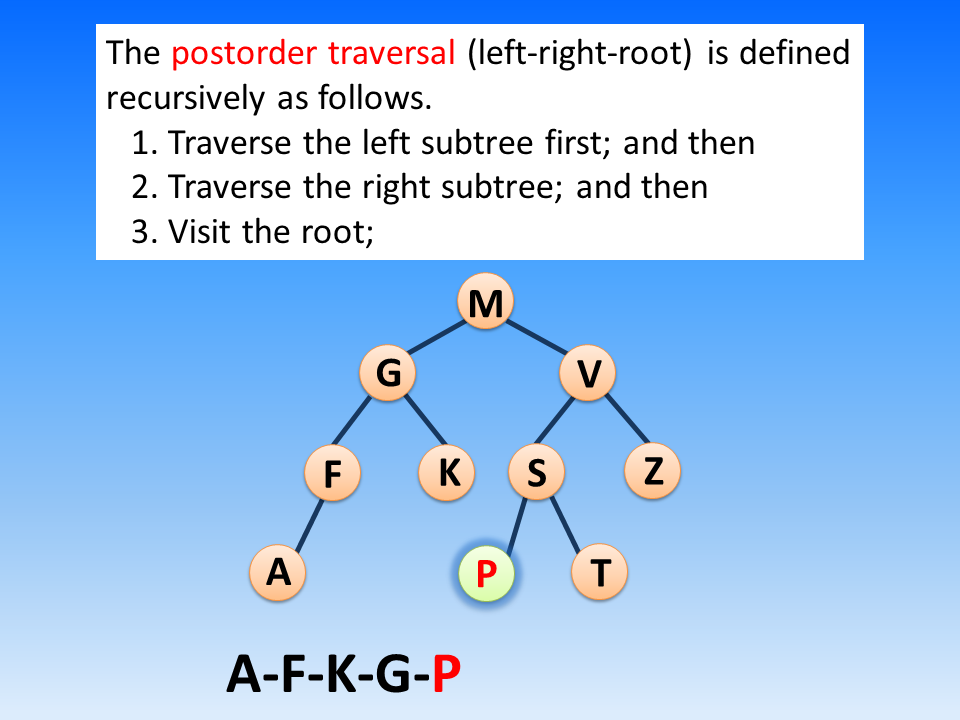 The postorder traversal (left-right-root) is defined
recursively as follows.
1. Traverse the left subtree first; and then
2. Traverse the right subtree; and then
3. Visit the root;
M
G V
F K S Z
A P T
A-F-K-G-P